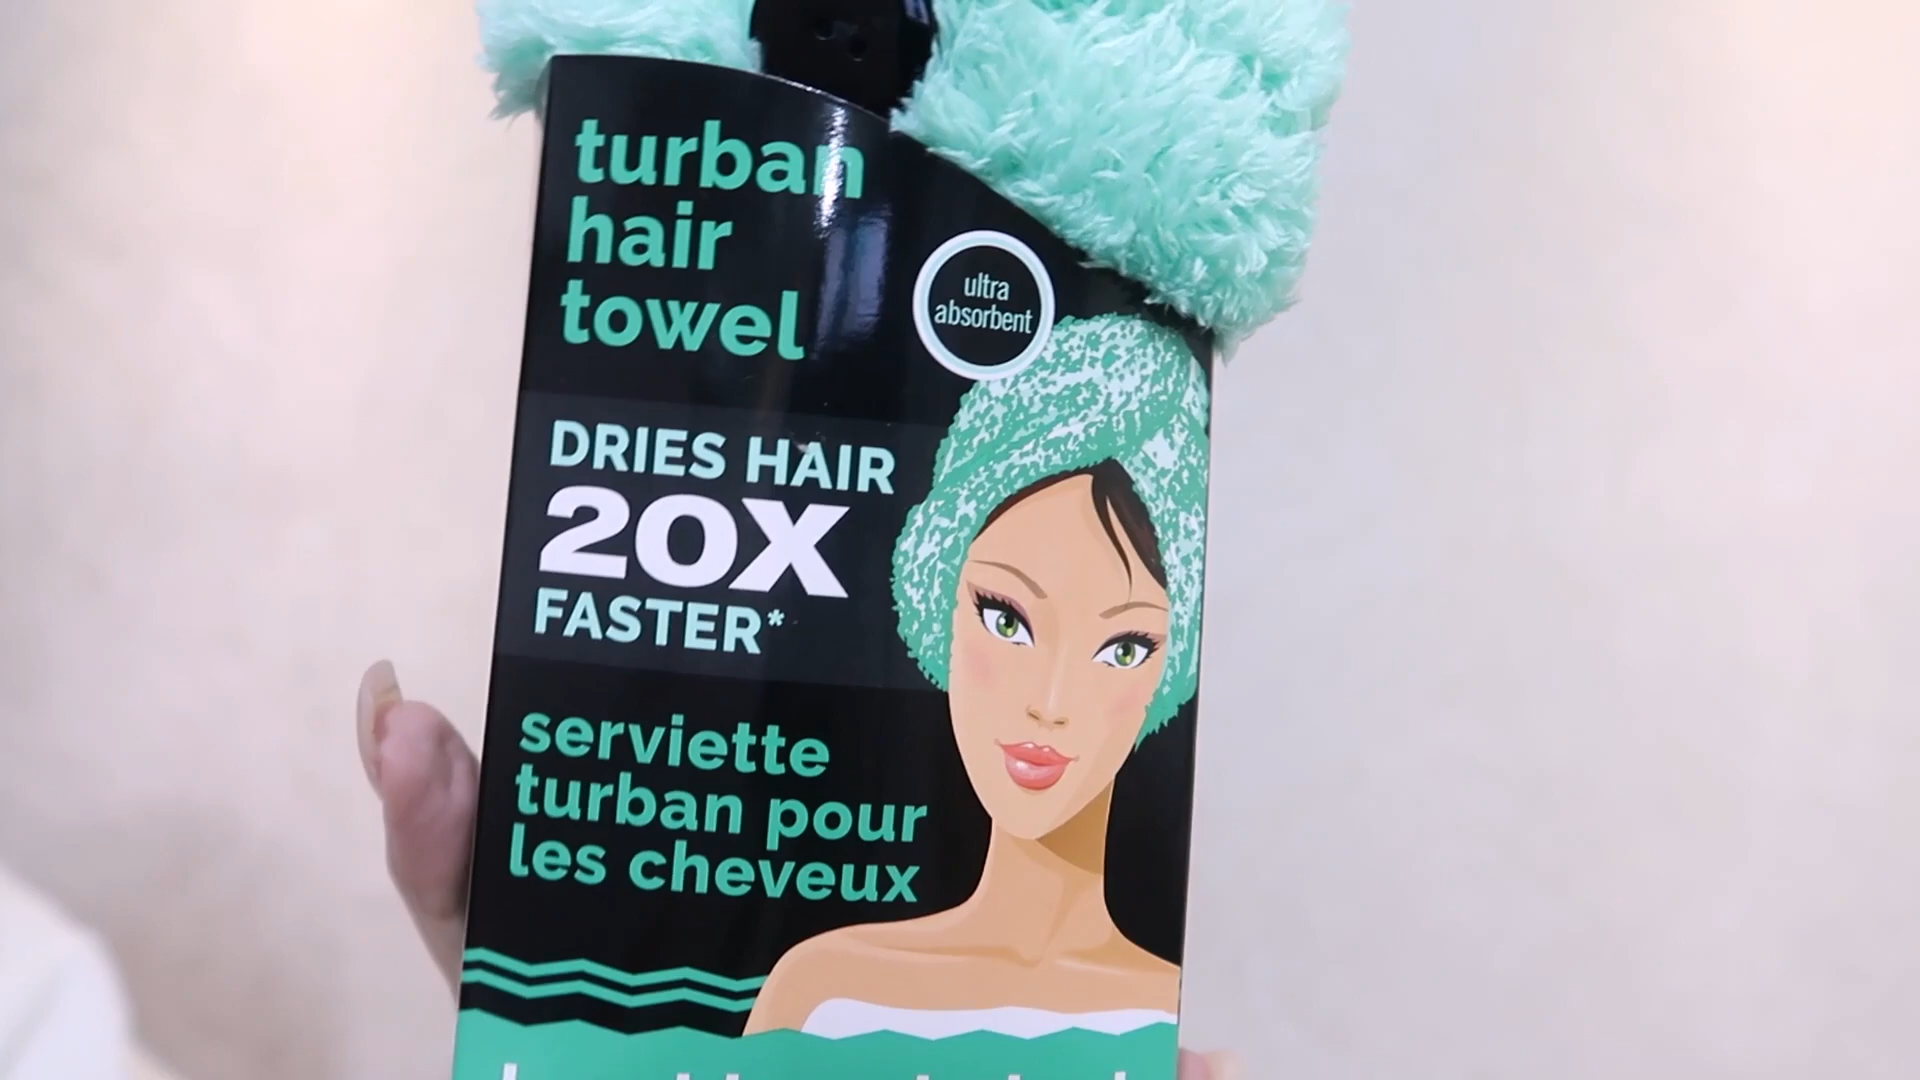 turban
hair
towel
ultra
absorbent
DRIES HAIR
20X
FASTER*
serviette
turban pour
les cheveux